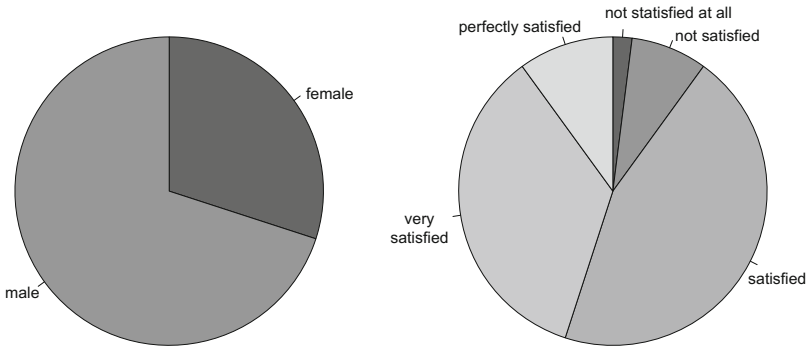 female
male
not statisfied at all
not satisfied
perfectly satisfied
very
satisfied
satisfied